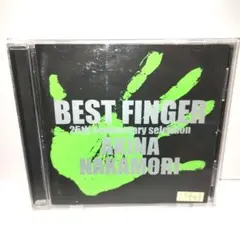 BEST FINGER
25th anniversary selection
AKINA
NAKAMORI